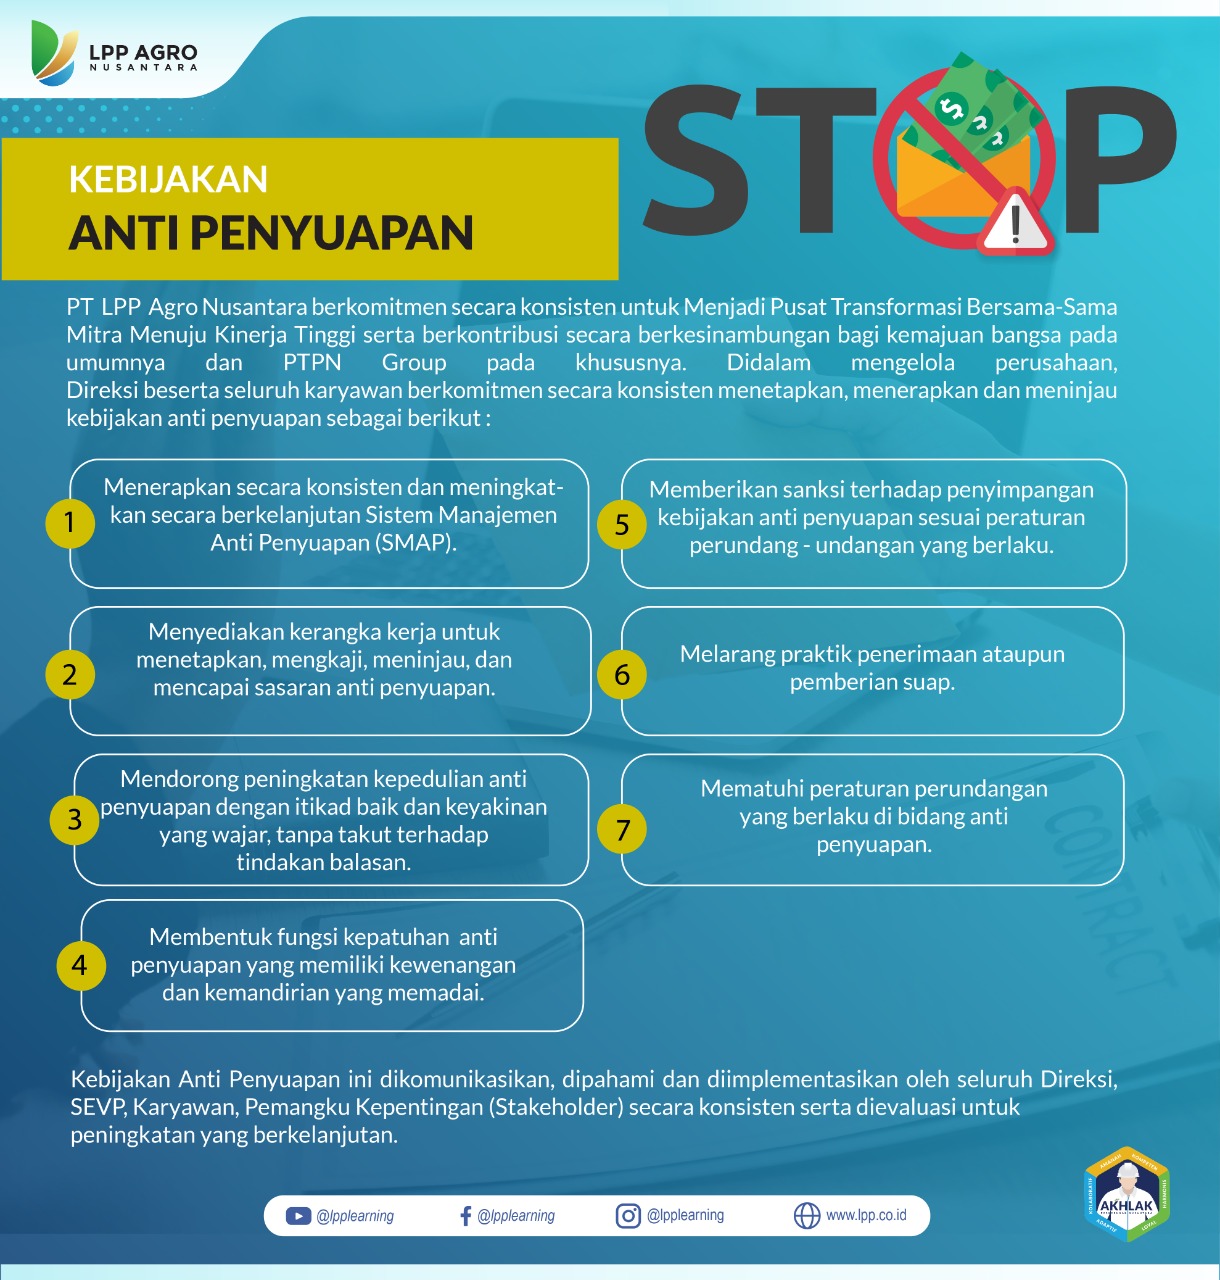 LPP AGRO
NUSANTARA
STOP
KEBIJAKAN
ANTI PENYUAPAN
PT LPP Agro Nusantara berkomitmen secara konsisten untuk Menjadi Pusat Transformasi Bersama-Sama
Mitra Menuju Kinerja Tinggi serta berkontribusi secara berkesinambungan bagi kemajuan bangsa pada
umumnya dan PTPN Group pada khususnya. Didalam mengelola perusahaan,
Direksi beserta seluruh karyawan berkomitmen secara konsisten menetapkan, menerapkan dan meninjau
kebijakan anti penyuapan sebagai berikut :
1
Menerapkan secara konsisten dan meningkat-
kan secara berkelanjutan Sistem Manajemen
Anti Penyuapan (SMAP).
2
Menyediakan kerangka kerja untuk
menetapkan, mengkaji, meninjau, dan
mencapai sasaran anti penyuapan.
3
Mendorong peningkatan kepedulian anti
penyuapan dengan itikad baik dan keyakinan
yang wajar, tanpa takut terhadap
tindakan balasan.
4
Membentuk fungsi kepatuhan anti
penyuapan yang memiliki kewenangan
dan kemandirian yang memadai.
5
Memberikan sanksi terhadap penyimpangan
kebijakan anti penyuapan sesuai peraturan
perundang - undangan yang berlaku.
6
Melarang praktik penerimaan ataupun
pemberian suap.
7
Mematuhi peraturan perundangan
yang berlaku di bidang anti
penyuapan.
CONTRACT
Kebijakan Anti Penyuapan ini dikomunikasikan, dipahami dan diimplementasikan oleh seluruh Direksi,
SEVP, Karyawan, Pemangku Kepentingan (Stakeholder) secara konsisten serta dievaluasi untuk
peningkatan yang berkelanjutan.
@lpplearning
@lpplearning
@lpplearning
www.lpp.co.id
AMANAH
KOMPETEN
HARMONIS
LOYAL
ADAPTIF
KOLABORATIF
AKHLAK